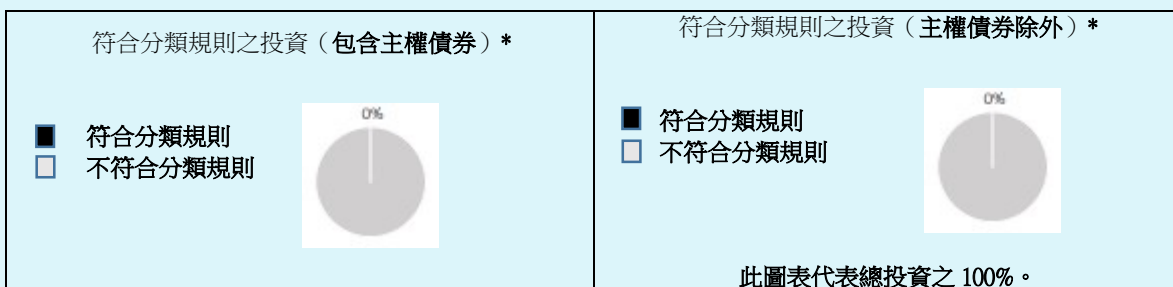 符合分類規則之投資（包含主權債券）*
0%
符合分類規則
不符合分類規則
符合分類規則之投資（主權債券除外）*
0%
符合分類規則
不符合分類規則
此圖表代表總投資之 100%。